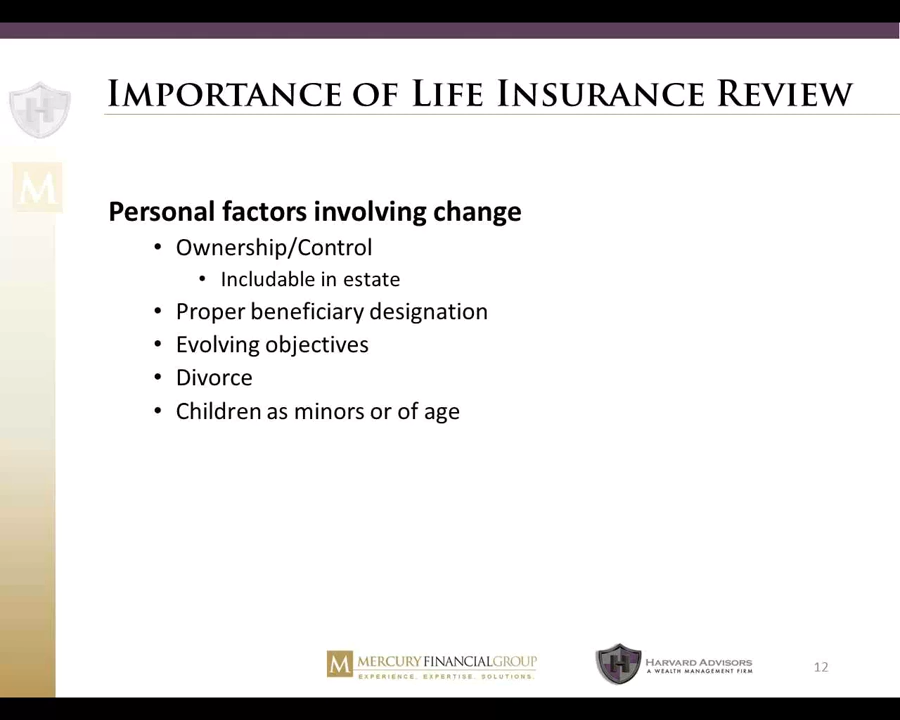 IMPORTANCE OF LIFE INSURANCE REVIEW
H
M
Personal factors involving change
• Ownership/Control
• Includable in estate
• Proper beneficiary designation
• Evolving objectives
• Divorce
• Children as minors or of age
M MERCURY FINANCIAL GROUP
EXPERIENCE. EXPERTISE. SOLUTIONS.
H HARVARD ADVISORS
A WEALTH MANAGEMENT FIRM
12